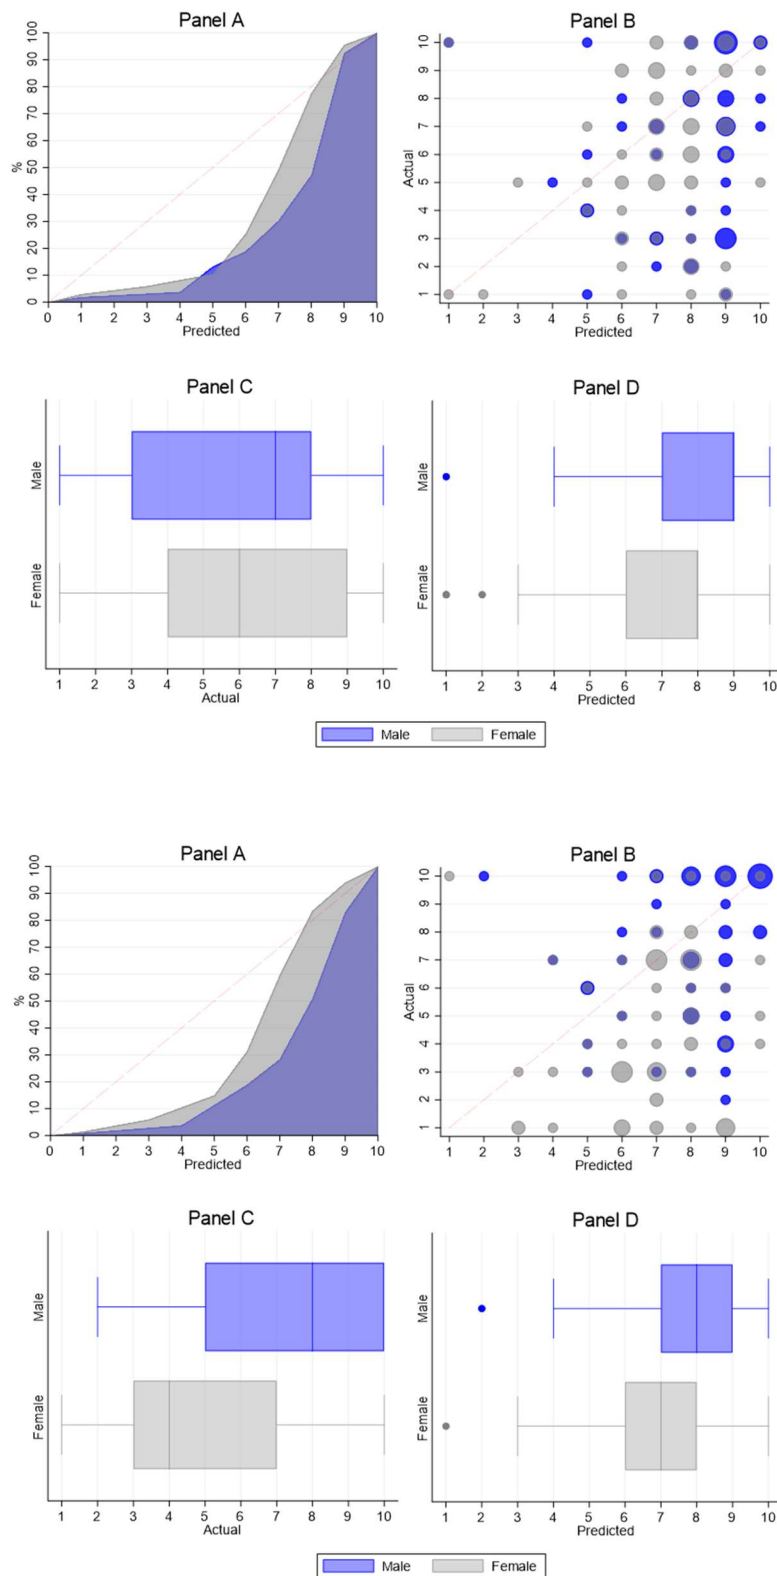 Panel A
100
90
80
70
60
50
40
30
20
10
0
%
0 1 2 3 4 5 6 7 8 9 10
Predicted
Panel B
10
9
8
7
6
5
4
3
2
1
Actual
1 2 3 4 5 6 7 8 9 10
Predicted
Panel C
Male
Female
1 2 3 4 5 6 7 8 9 10
Actual
Panel D
Male
Female
1 2 3 4 5 6 7 8 9 10
Predicted
Male Female
Panel A
100
90
80
70
60
50
40
30
20
10
0
%
0 1 2 3 4 5 6 7 8 9 10
Predicted
Panel B
10
9
8
7
6
5
4
3
2
1
Actual
1 2 3 4 5 6 7 8 9 10
Predicted
Panel C
Male
Female
1 2 3 4 5 6 7 8 9 10
Actual
Panel D
Male
Female
1 2 3 4 5 6 7 8 9 10
Predicted
Male Female